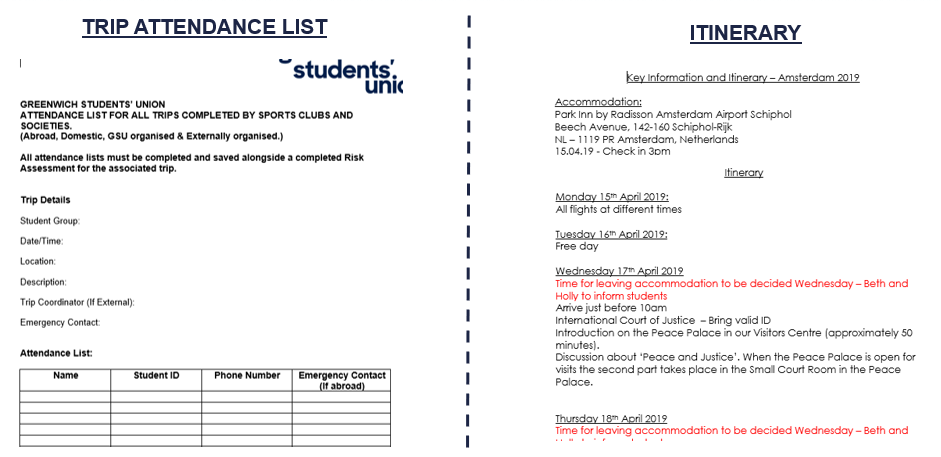 TRIP ATTENDANCE LIST
students'
GREENWICH STUDENTS' UNION
ATTENDANCE LIST FOR ALL TRIPS COMPLETED BY SPORTS CLUBS AND
SOCIETIES.
(Abroad, Domestic, GSU organised & Externally organised.)
All attendance lists must be completed and saved alongside a completed Risk
Assessment for the associated trip.
Trip Details
Student Group:
Date/Time:
Location:
Description:
Trip Coordinator (If External):
Emergency Contact:
Attendance List:
Name Student ID Phone Number Emergency Contact
(If abroad)
ITINERARY
Key Information and Itinerary – Amsterdam 2019
Accommodation:
Park Inn by Radisson Amsterdam Airport Schiphol
Beech Avenue, 142-160 Schiphol-Rijk
NL – 1119 PR Amsterdam, Netherlands
15.04.19 - Check in 3pm
Itinerary
Monday 15th April 2019:
All flights at different times
Tuesday 16th April 2019:
Free day
Wednesday 17th April 2019
Time for leaving accommodation to be decided Wednesday – Beth and
Holly to inform students
Arrive just before 10am
International Court of Justice – Bring valid ID
Introduction on the Peace Palace in our Visitors Centre (approximately 50
minutes).
Discussion about 'Peace and Justice'. When the Peace Palace is open for
visits the second part takes place in the Small Court Room in the Peace
Palace.
Thursday 18th April 2019
Time for leaving accommodation to be decided Wednesday – Beth and